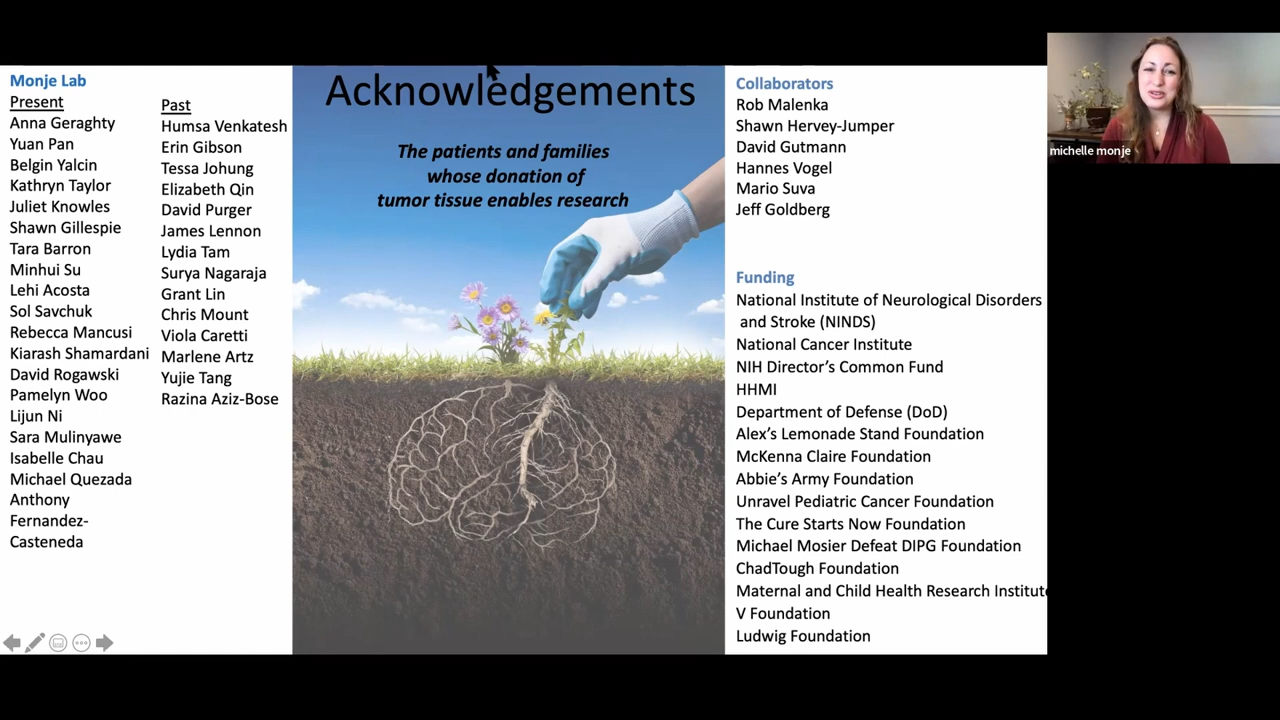 Monje Lab
Present
Anna Geraghty
Yuan Pan
Belgin Yalcin
Kathryn Taylor
Juliet Knowles
Shawn Gillespie
Tara Barron
Minhui Su
Lehi Acosta
Sol Savchuk
Rebecca Mancusi
Kiarash Shamardani
David Rogawski
Pamelyn Woo
Lijun Ni
Sara Mulinyawe
Isabelle Chau
Michael Quezada
Anthony
Fernandez-
Casteneda
Past
Humsa Venkatesh
Erin Gibson
Tessa Johung
Elizabeth Qin
David Purger
James Lennon
Lydia Tam
Surya Nagaraja
Grant Lin
Chris Mount
Viola Caretti
Marlene Artz
Yujie Tang
Razina Aziz-Bose
Acknowledgements
The patients and families
whose donation of
tumor tissue enables research
Collaborators
Rob Malenka
Shawn Hervey-Jumper
David Gutmann
Hannes Vogel
Mario Suva
Jeff Goldberg
Funding
National Institute of Neurological Disorders
and Stroke (NINDS)
National Cancer Institute
NIH Director's Common Fund
HHMI
Department of Defense (DoD)
Alex's Lemonade Stand Foundation
McKenna Claire Foundation
Abbie's Army Foundation
Unravel Pediatric Cancer Foundation
The Cure Starts Now Foundation
Michael Mosier Defeat DIPG Foundation
ChadTough Foundation
Maternal and Child Health Research Institute
V Foundation
Ludwig Foundation
michelle monje